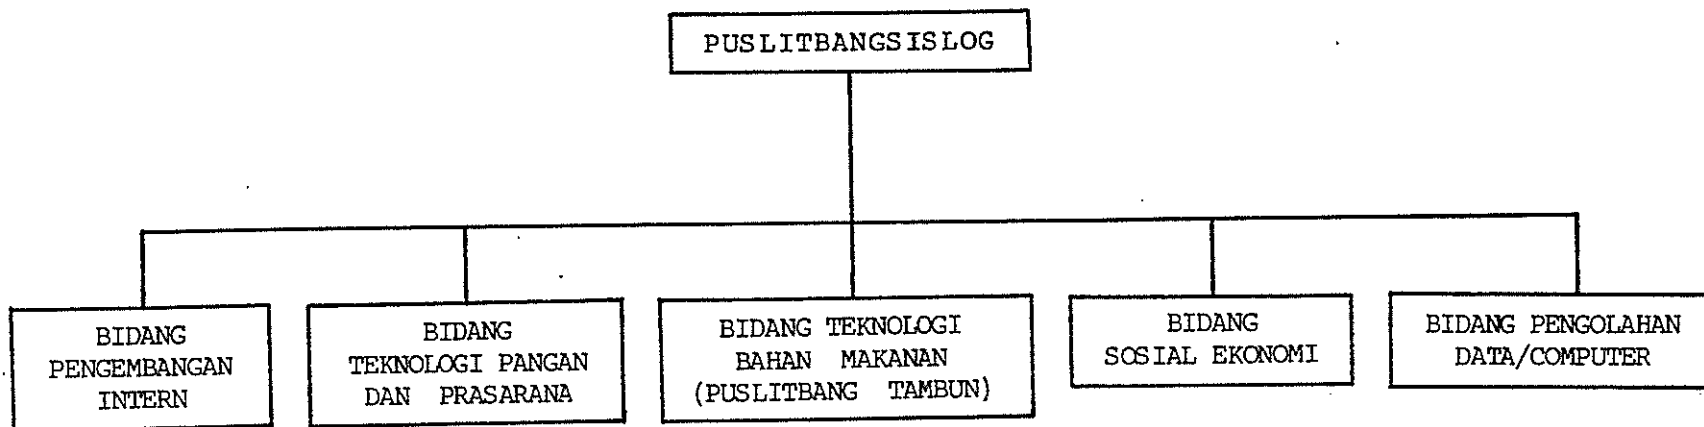 PUSLITBANGSISLOG
BIDANG
PENGEMBANGAN
INTERN
BIDANG
TEKNOLOGI PANGAN
DAN PRASARANA
BIDANG TEKNOLOGI
BAHAN MAKANAN
(PUSLITBANG TAMBUN)
BIDANG
SOSIAL EKONOMI
BIDANG PENGOLAHAN
DATA/COMPUTER